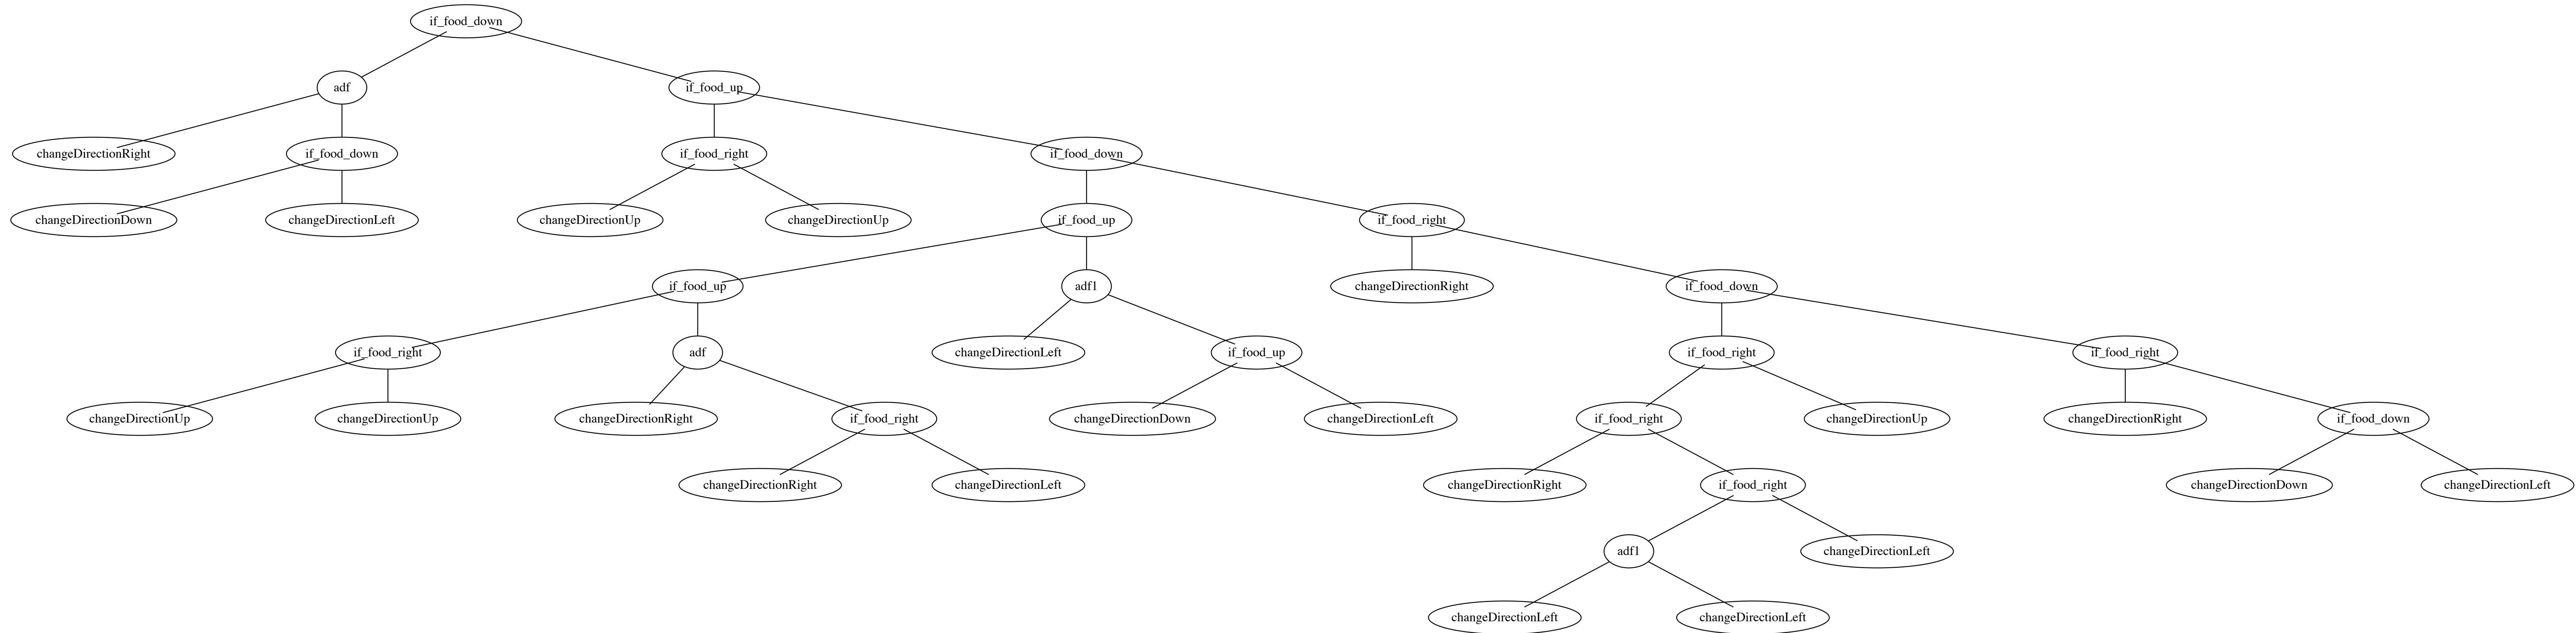 if_food_down
adf
if_food_up
changeDirectionRight
if_food_down
if_food_right
if_food_down
changeDirectionDown
changeDirectionLeft
changeDirectionUp
changeDirectionUp
if_food_up
if_food_right
if_food_up
adf1
changeDirectionRight
if_food_down
if_food_right
adf
changeDirectionLeft
if_food_up
if_food_right
if_food_right
changeDirectionUp
changeDirectionUp
changeDirectionRight
if_food_right
changeDirectionDown
changeDirectionLeft
if_food_right
changeDirectionUp
changeDirectionRight
if_food_down
changeDirectionRight
changeDirectionLeft
changeDirectionRight
if_food_right
changeDirectionDown
changeDirectionLeft
adf1
changeDirectionLeft
changeDirectionLeft
changeDirectionLeft